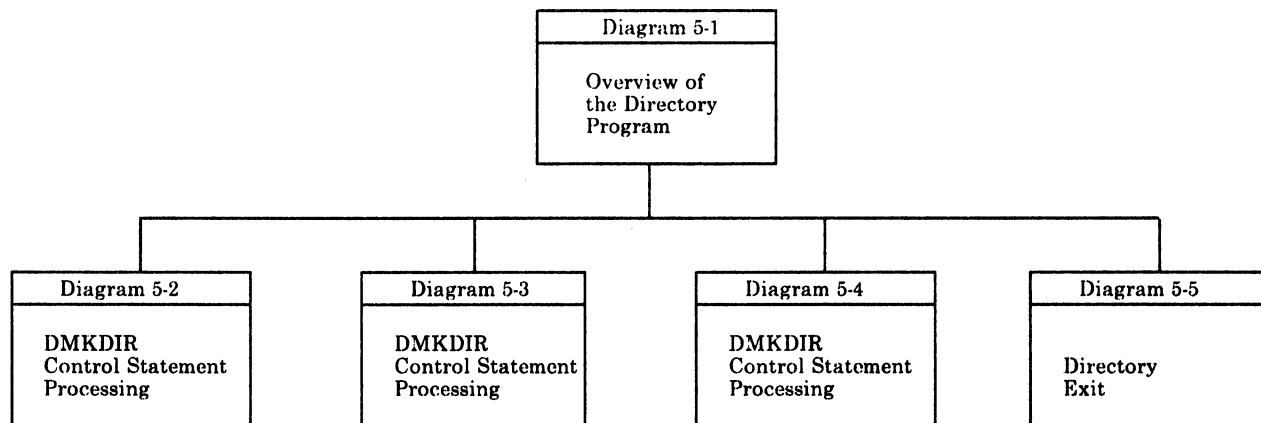 Diagram 5-1
Overview of
the Directory
Program
Diagram 5-2
DMKDIR
Control Statement
Processing
Diagram 5-3
DMKDIR
Control Statement
Processing
Diagram 5-4
DMKDIR
Control Statement
Processing
Diagram 5-5
Directory
Exit